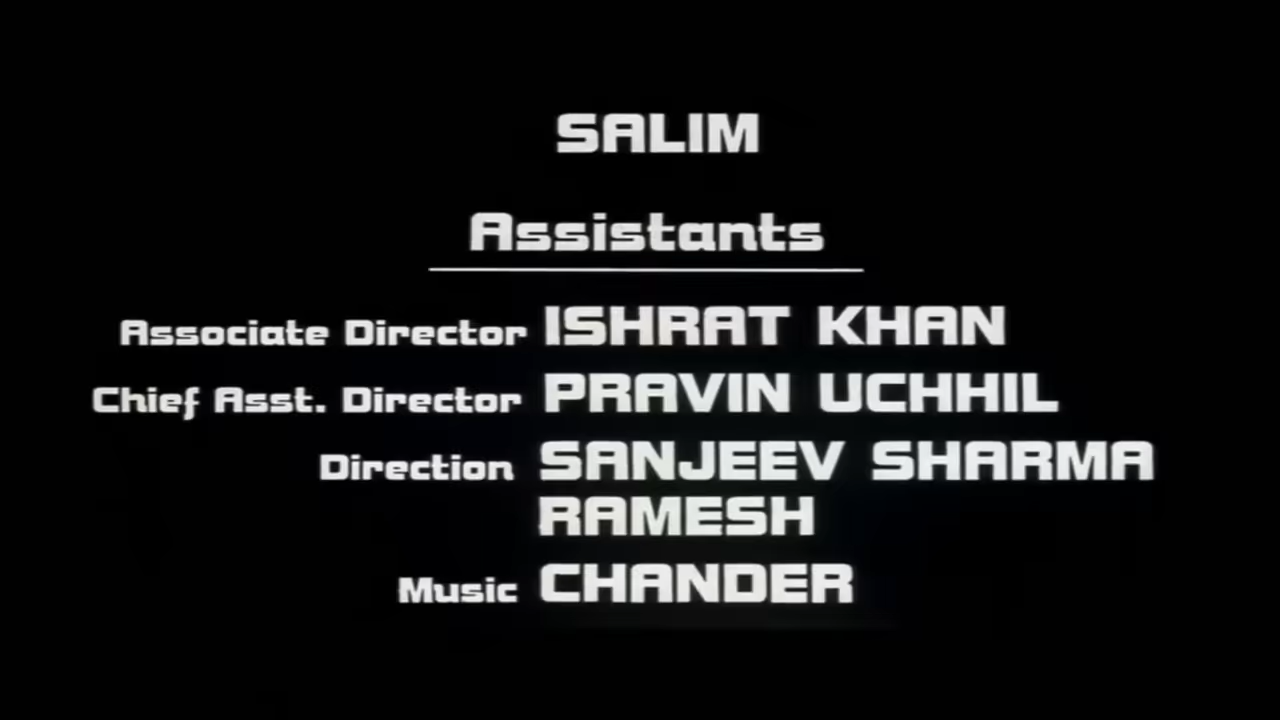 SALIM
Assistants
Associate Director ISHRAT KHAN
Chief Asst. Director PRAVIN UCHHIL
Direction SANJEEV SHARMA
RAMESH
Music CHANDER